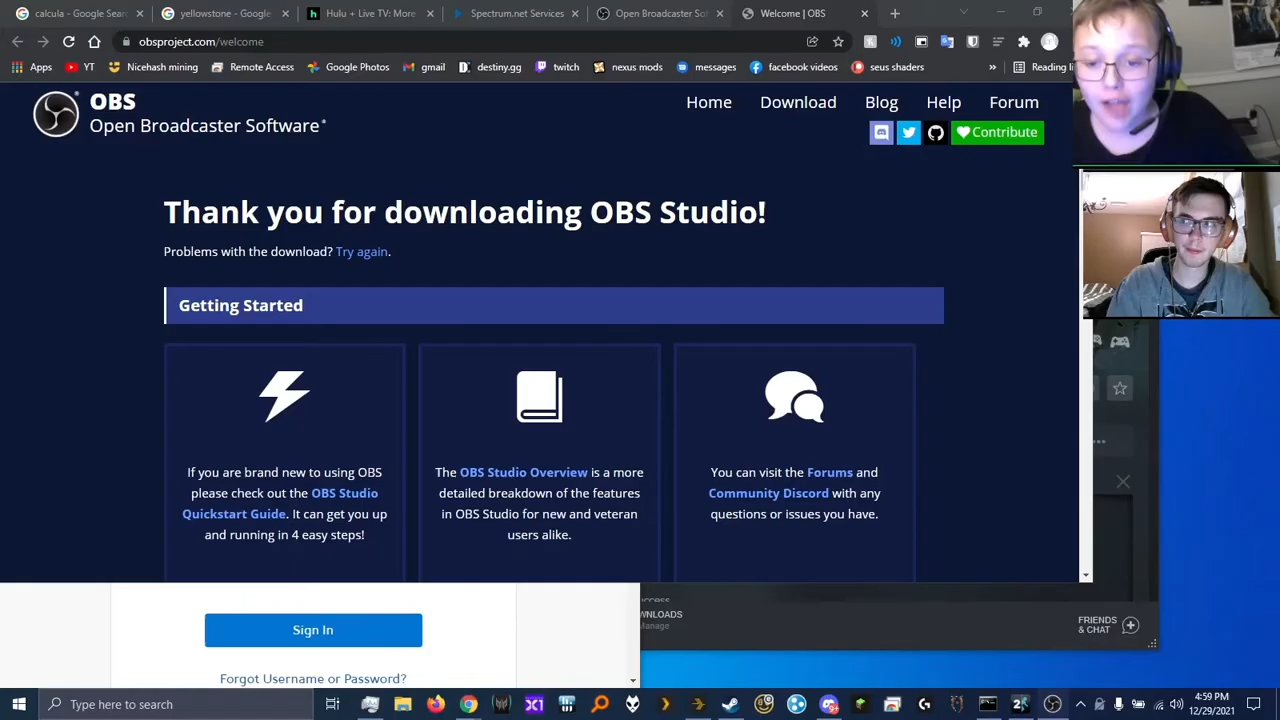 calcula - Google Sear
yellowstone - Google
Hulu + Live TV: More
Spectrum.net Services
Open Broadcaster Sof
Welcome | OBS
obsproject.com/welcome
Apps
YT
Nicehash mining
Remote Access
Google Photos
gmail
destiny.gg
twitch
nexus mods
messages
facebook videos
seus shaders
»
Reading li
OBS
Open Broadcaster Software
Home
Download
Blog
Help
Forum
Contribute
Thank you for downloading OBS Studio!
Problems with the download? Try again.
Getting Started
If you are brand new to using OBS
please check out the OBS Studio
Quickstart Guide. It can get you up
and running in 4 easy steps!
The OBS Studio Overview is a more
detailed breakdown of the features
in OBS Studio for new and veteran
users alike.
You can visit the Forums and
Community Discord with any
questions or issues you have.
Sign In
Forgot Username or Password?
WNLOADS
Manage
FRIENDS
& CHAT
Type here to search
4:59 PM
12/29/2021